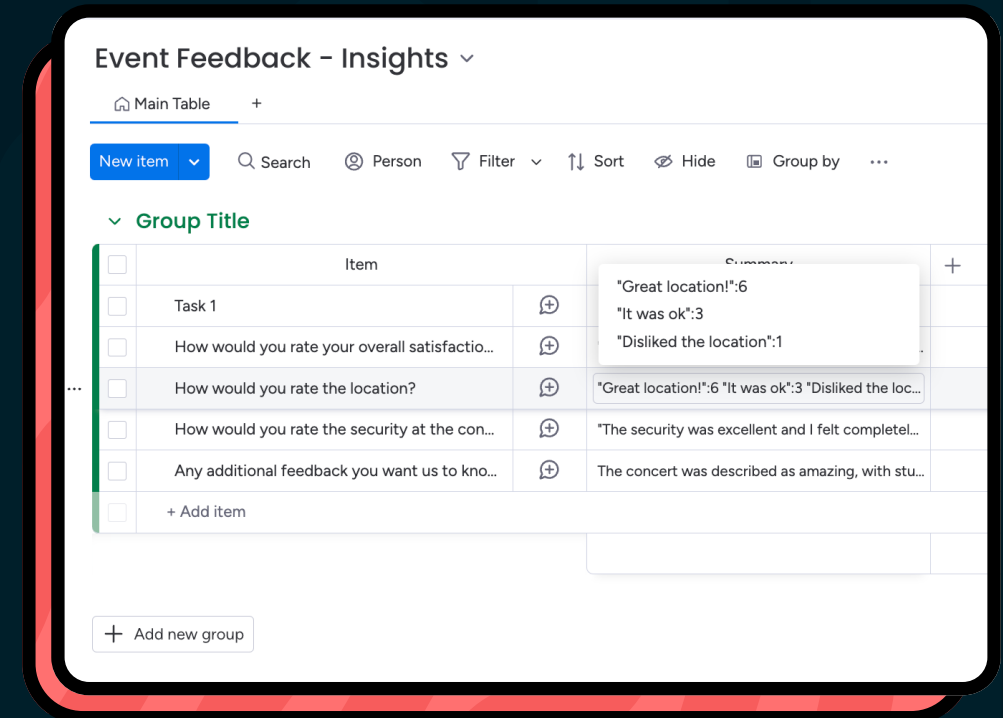 Event Feedback - Insights
Main Table +
New item Search Person Filter Sort Hide Group by ...
Group Title
Item Summary +
Task 1
"Great location!":6
"It was ok":3
"Disliked the location":1
How would you rate your overall satisfactio...
How would you rate the location? "Great location!":6 "It was ok":3 "Disliked the loc...
How would you rate the security at the con... "The security was excellent and I felt completel...
Any additional feedback you want us to kno... The concert was described as amazing, with stu...
+ Add item
+ Add new group